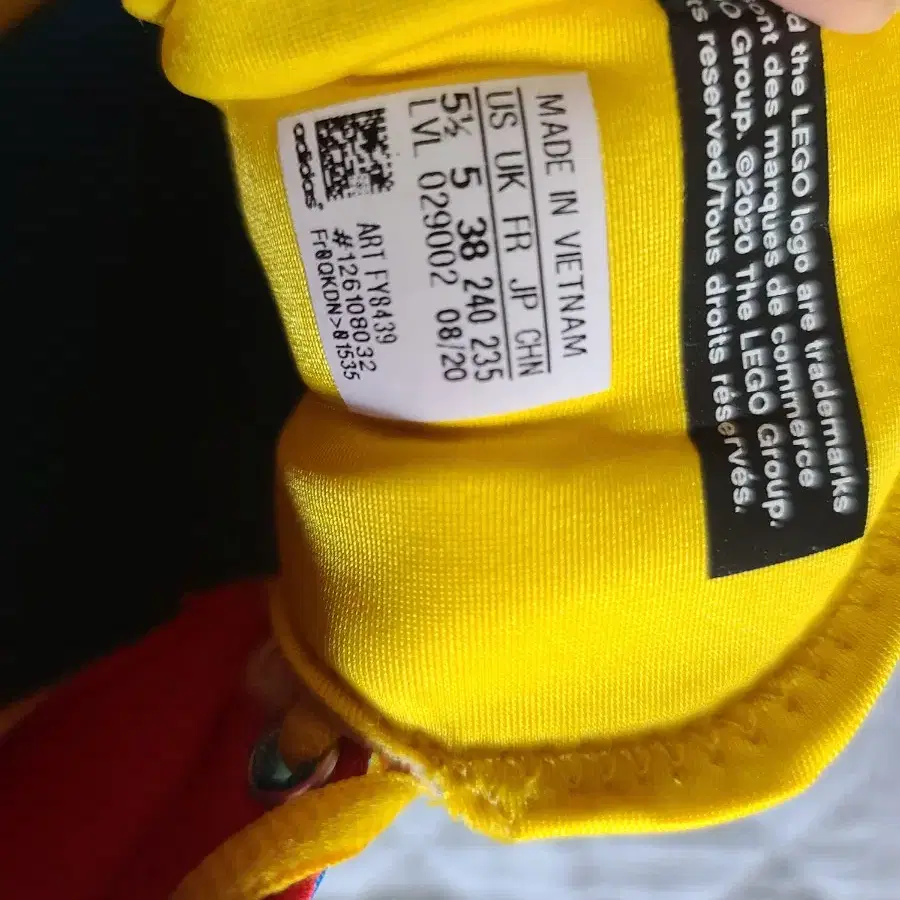 MADE IN VIETNAM
US UK FR JP CHN
5½ 5 38 240 235
LVL 029002 08/20
adidas
ART FY8439
#126108032
Fr0QKDN>01535
d the LEGO logo are trademarks
ont des marques de commerce
O Group. ©2020 The LEGO Group.
s reserved/Tous droits réservés.